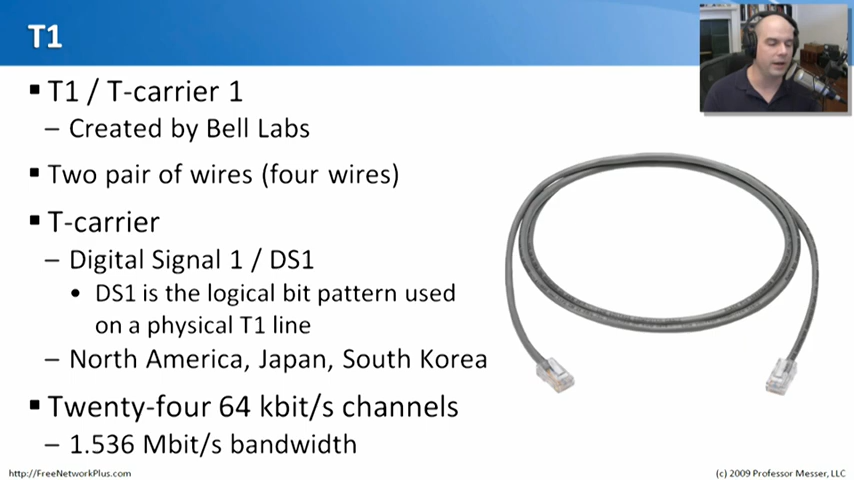 T1
▪ T1 / T-carrier 1
– Created by Bell Labs
▪ Two pair of wires (four wires)
▪ T-carrier
– Digital Signal 1 / DS1
• DS1 is the logical bit pattern used
on a physical T1 line
– North America, Japan, South Korea
▪ Twenty-four 64 kbit/s channels
– 1.536 Mbit/s bandwidth
http://FreeNetworkPlus.com
(c) 2009 Professor Messer, LLC